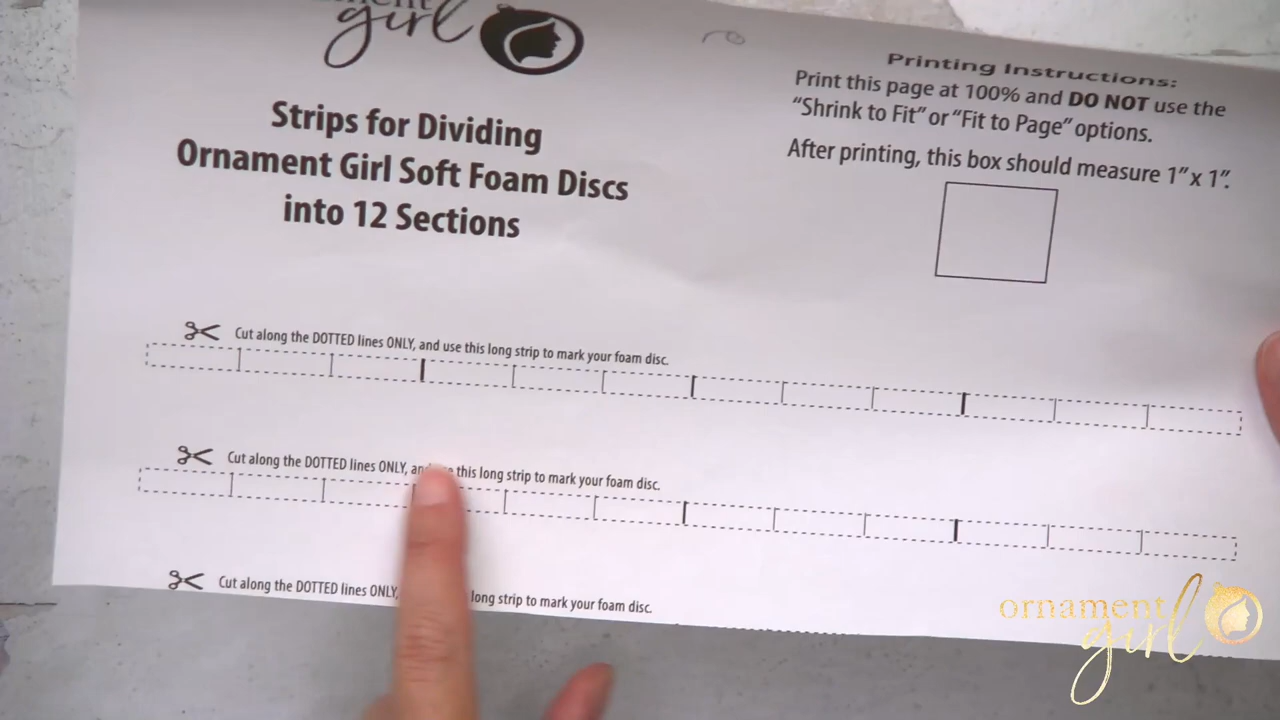 girl
Strips for Dividing
Ornament Girl Soft Foam Discs
into 12 Sections
Printing Instructions:
Print this page at 100% and DO NOT use the
“Shrink to Fit” or “Fit to Page” options.
After printing, this box should measure 1” x 1”.
Cut along the DOTTED lines ONLY, and use this long strip to mark your foam disc.
Cut along the DOTTED lines ONLY, this long strip to mark your foam disc.
Cut along the DOTTED lines ONLY, long strip to mark your foam disc.
ornament
girl